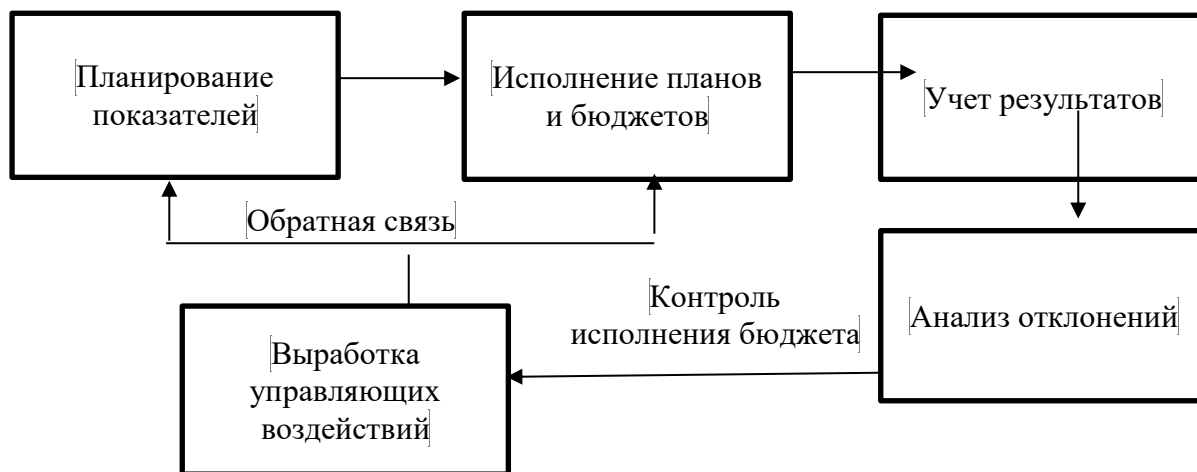 Планирование
показателей
Исполнение планов
и бюджетов
Учет результатов
Обратная связь
Контроль
исполнения бюджета
Анализ отклонений
Выработка
управляющих
воздействий